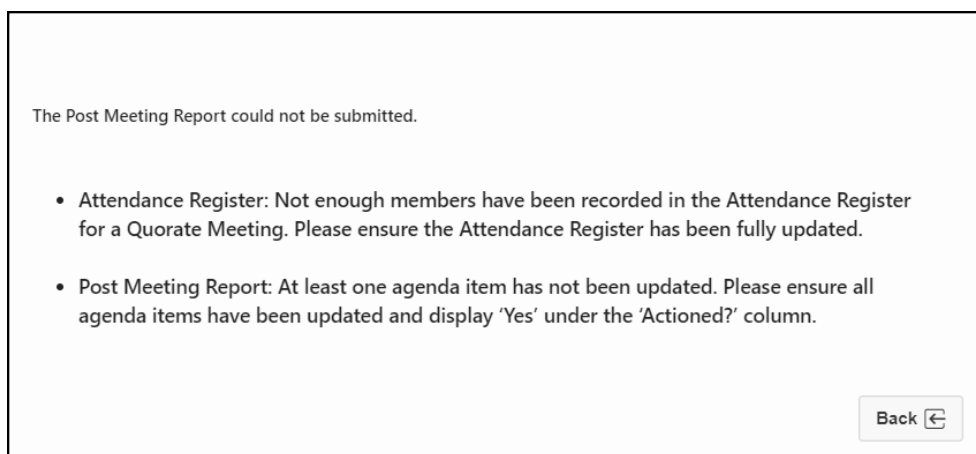 The Post Meeting Report could not be submitted.
• Attendance Register: Not enough members have been recorded in the Attendance Register
for a Quorate Meeting. Please ensure the Attendance Register has been fully updated.
• Post Meeting Report: At least one agenda item has not been updated. Please ensure all
agenda items have been updated and display ‘Yes’ under the ‘Actioned?’ column.
Back